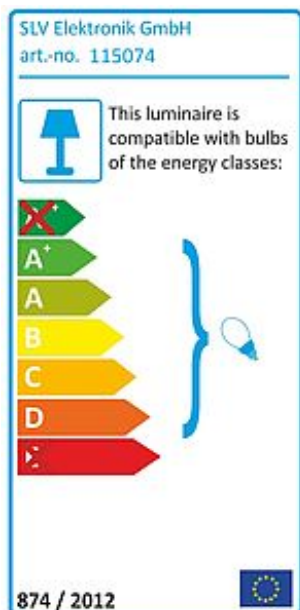 SLV Elektronik GmbH
art.-no. 115074
This luminaire is
compatible with bulbs
of the energy classes:
A+
A
B
C
D
874 / 2012